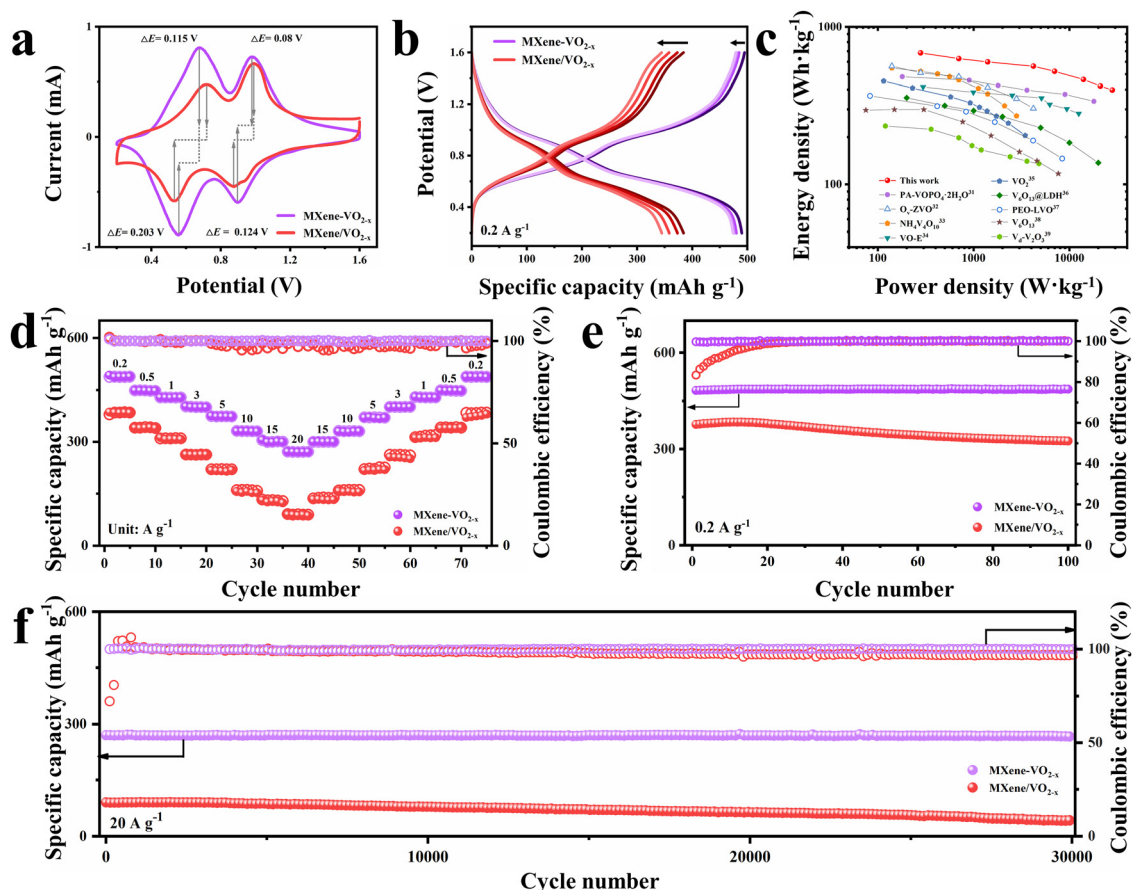 a
△E= 0.115 V
△E= 0.08 V
△E= 0.203 V
△E= 0.124 V
MXene-VO2-x
MXene/VO2-x
Current (mA)
1
0
-1
0.4
0.8
1.2
1.6
Potential (V)
b
MXene-VO2-x
MXene/VO2-x
0.2 A g-1
Potential (V)
1.6
1.2
0.8
0.4
0
100
200
300
400
500
Specific capacity (mAh g-1)
c
Energy density (Wh·kg-1)
1000
100
This work
PA-VOPO4·2H2O31
Ov-ZVO32
NH4V4O1033
VO-E34
VO235
V6O13@LDH36
PEO-LVO37
V6O1338
Vd-V2O339
100
1000
10000
Power density (W·kg-1)
d
Specific capacity (mAh g-1)
600
300
0
0.2
0.5
1
3
5
10
15
20
15
10
5
3
1
0.5
0.2
Unit: A g-1
MXene-VO2-x
MXene/VO2-x
100
50
0
Coulombic efficiency (%)
0
10
20
30
40
50
60
70
Cycle number
e
Specific capacity (mAh g-1)
600
300
0
0.2 A g-1
MXene-VO2-x
MXene/VO2-x
100
80
60
40
20
0
Coulombic efficiency (%)
0
20
40
60
80
100
Cycle number
f
Specific capacity (mAh g-1)
600
300
0
20 A g-1
MXene-VO2-x
MXene/VO2-x
100
50
0
Coulombic efficiency (%)
0
10000
20000
30000
Cycle number